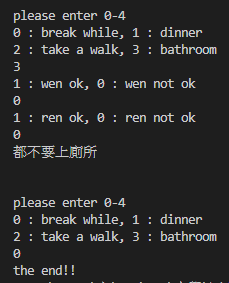 please enter 0-4
0 : break while, 1 : dinner
2 : take a walk, 3 : bathroom
3
1 : wen ok, 0 : wen not ok
0
1 : ren ok, 0 : ren not ok
0
都不要上廁所
please enter 0-4
0 : break while, 1 : dinner
2 : take a walk, 3 : bathroom
0
the end!!